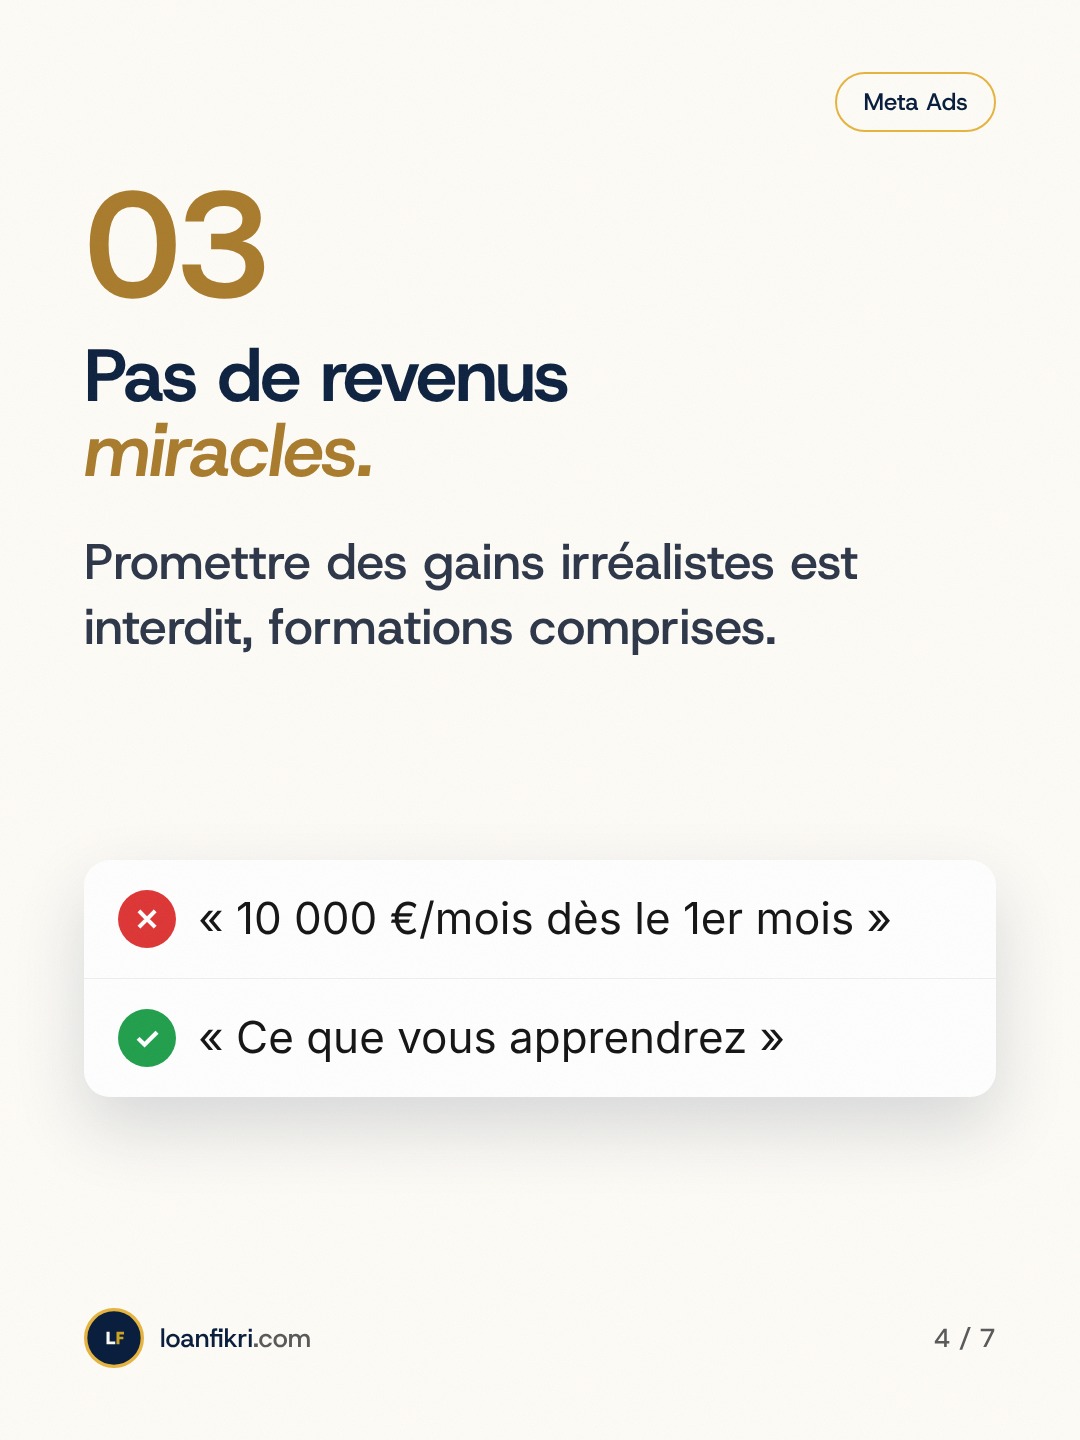 Meta Ads
03
Pas de revenus
miracles.
Promettre des gains irréalistes est
interdit, formations comprises.
« 10 000 €/mois dès le 1er mois »
« Ce que vous apprendrez »
LF
loanfikri.com
4 / 7